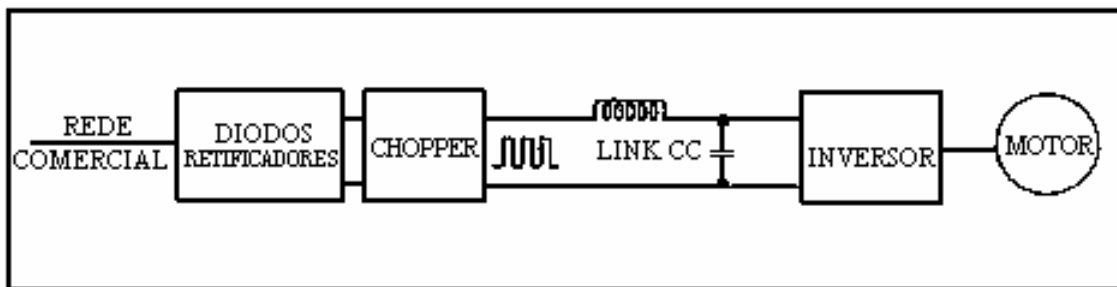 REDE
COMERCIAL
DIODOS
RETIFICADORES
CHOPPER
LINK CC
INVERSOR
MOTOR